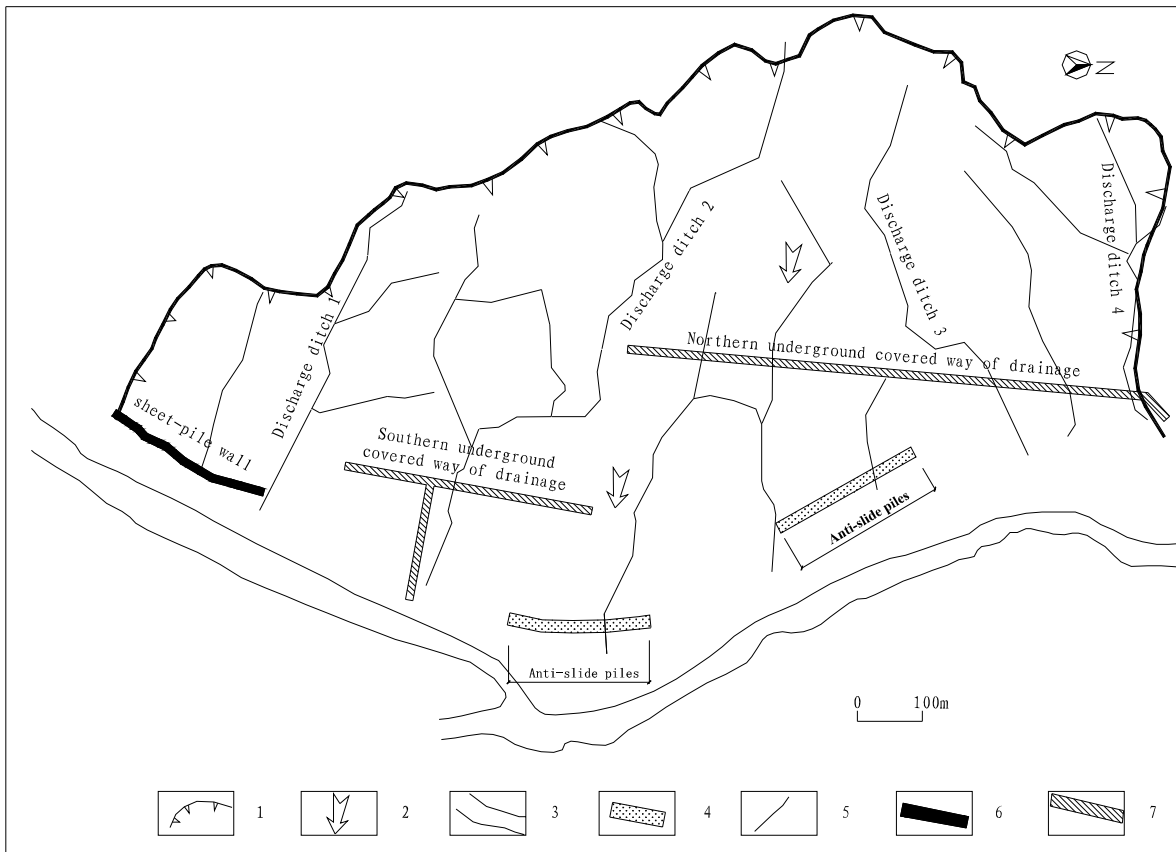 N
Discharge ditch 1
Discharge ditch 2
Discharge ditch 3
Discharge ditch 4
Northern underground covered way of drainage
sheet-pile wall
Southern underground
covered way of drainage
Anti-slide piles
Anti-slide piles
0 100m
1 2 3 4 5 6 7